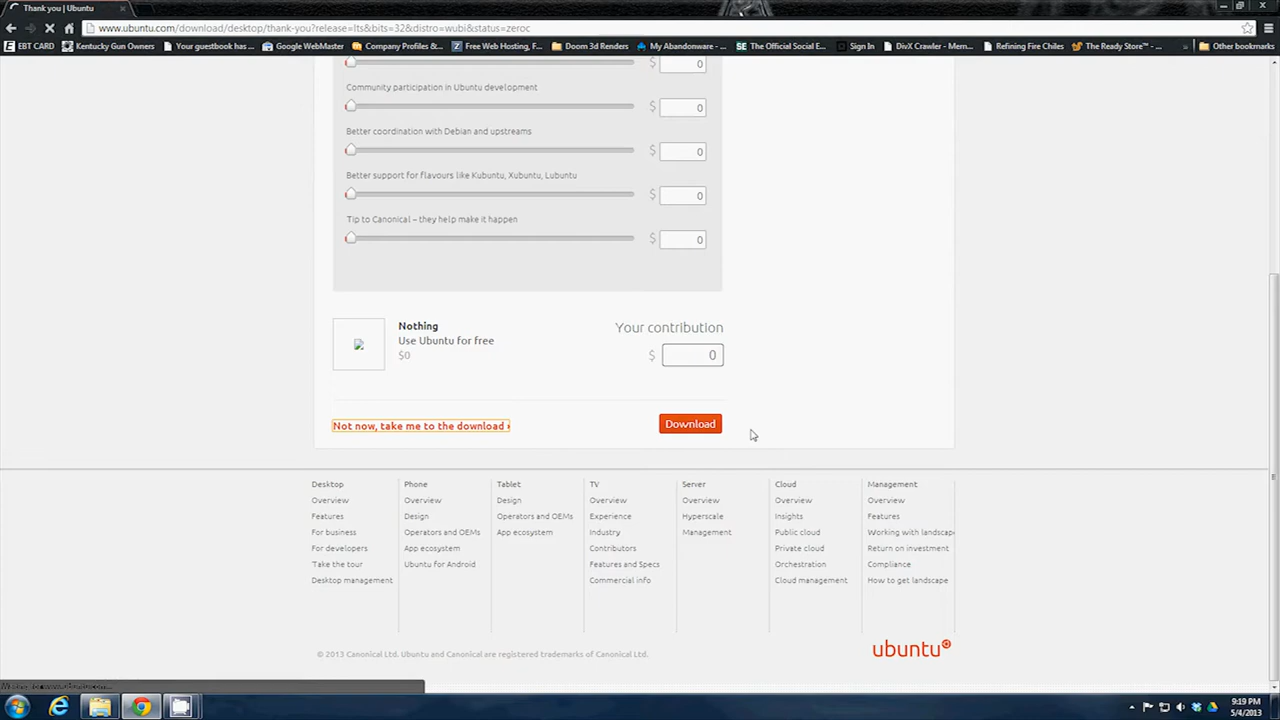 Thank you | Ubuntu
www.ubuntu.com/download/desktop/thank-you?release=lts&bits=32&distro=wubi&status=zeroc
EBT CARD
Kentucky Gun Owners
Your guestbook has ...
Google WebMaster
Company Profiles &...
Free Web Hosting, F...
Doom 3d Renders
My Abandonware - ...
The Official Social E...
Sign In
DivX Crawler - Mem...
Refining Fire Chiles
The Ready Store™ - ...
»
Other bookmarks
$ 0
Community participation in Ubuntu development
$ 0
Better coordination with Debian and upstreams
$ 0
Better support for flavours like Kubuntu, Xubuntu, Lubuntu
$ 0
Tip to Canonical – they help make it happen
$ 0
Nothing
Use Ubuntu for free
$0
Your contribution
$ 0
Not now, take me to the download ›
Download
Desktop
Overview
Features
For business
For developers
Take the tour
Desktop management
Phone
Overview
Design
Operators and OEMs
App ecosystem
Ubuntu for Android
Tablet
Design
Operators and OEMs
App ecosystem
TV
Overview
Experience
Industry
Contributors
Features and Specs
Commercial info
Server
Overview
Hyperscale
Management
Cloud
Overview
Insights
Public cloud
Private cloud
Orchestration
Cloud management
Management
Overview
Features
Working with landscap
Return on investment
Compliance
How to get landscape
© 2013 Canonical Ltd. Ubuntu and Canonical are registered trademarks of Canonical Ltd.
ubuntu
Waiting for www.ubuntu.com...
9:19 PM
5/4/2013